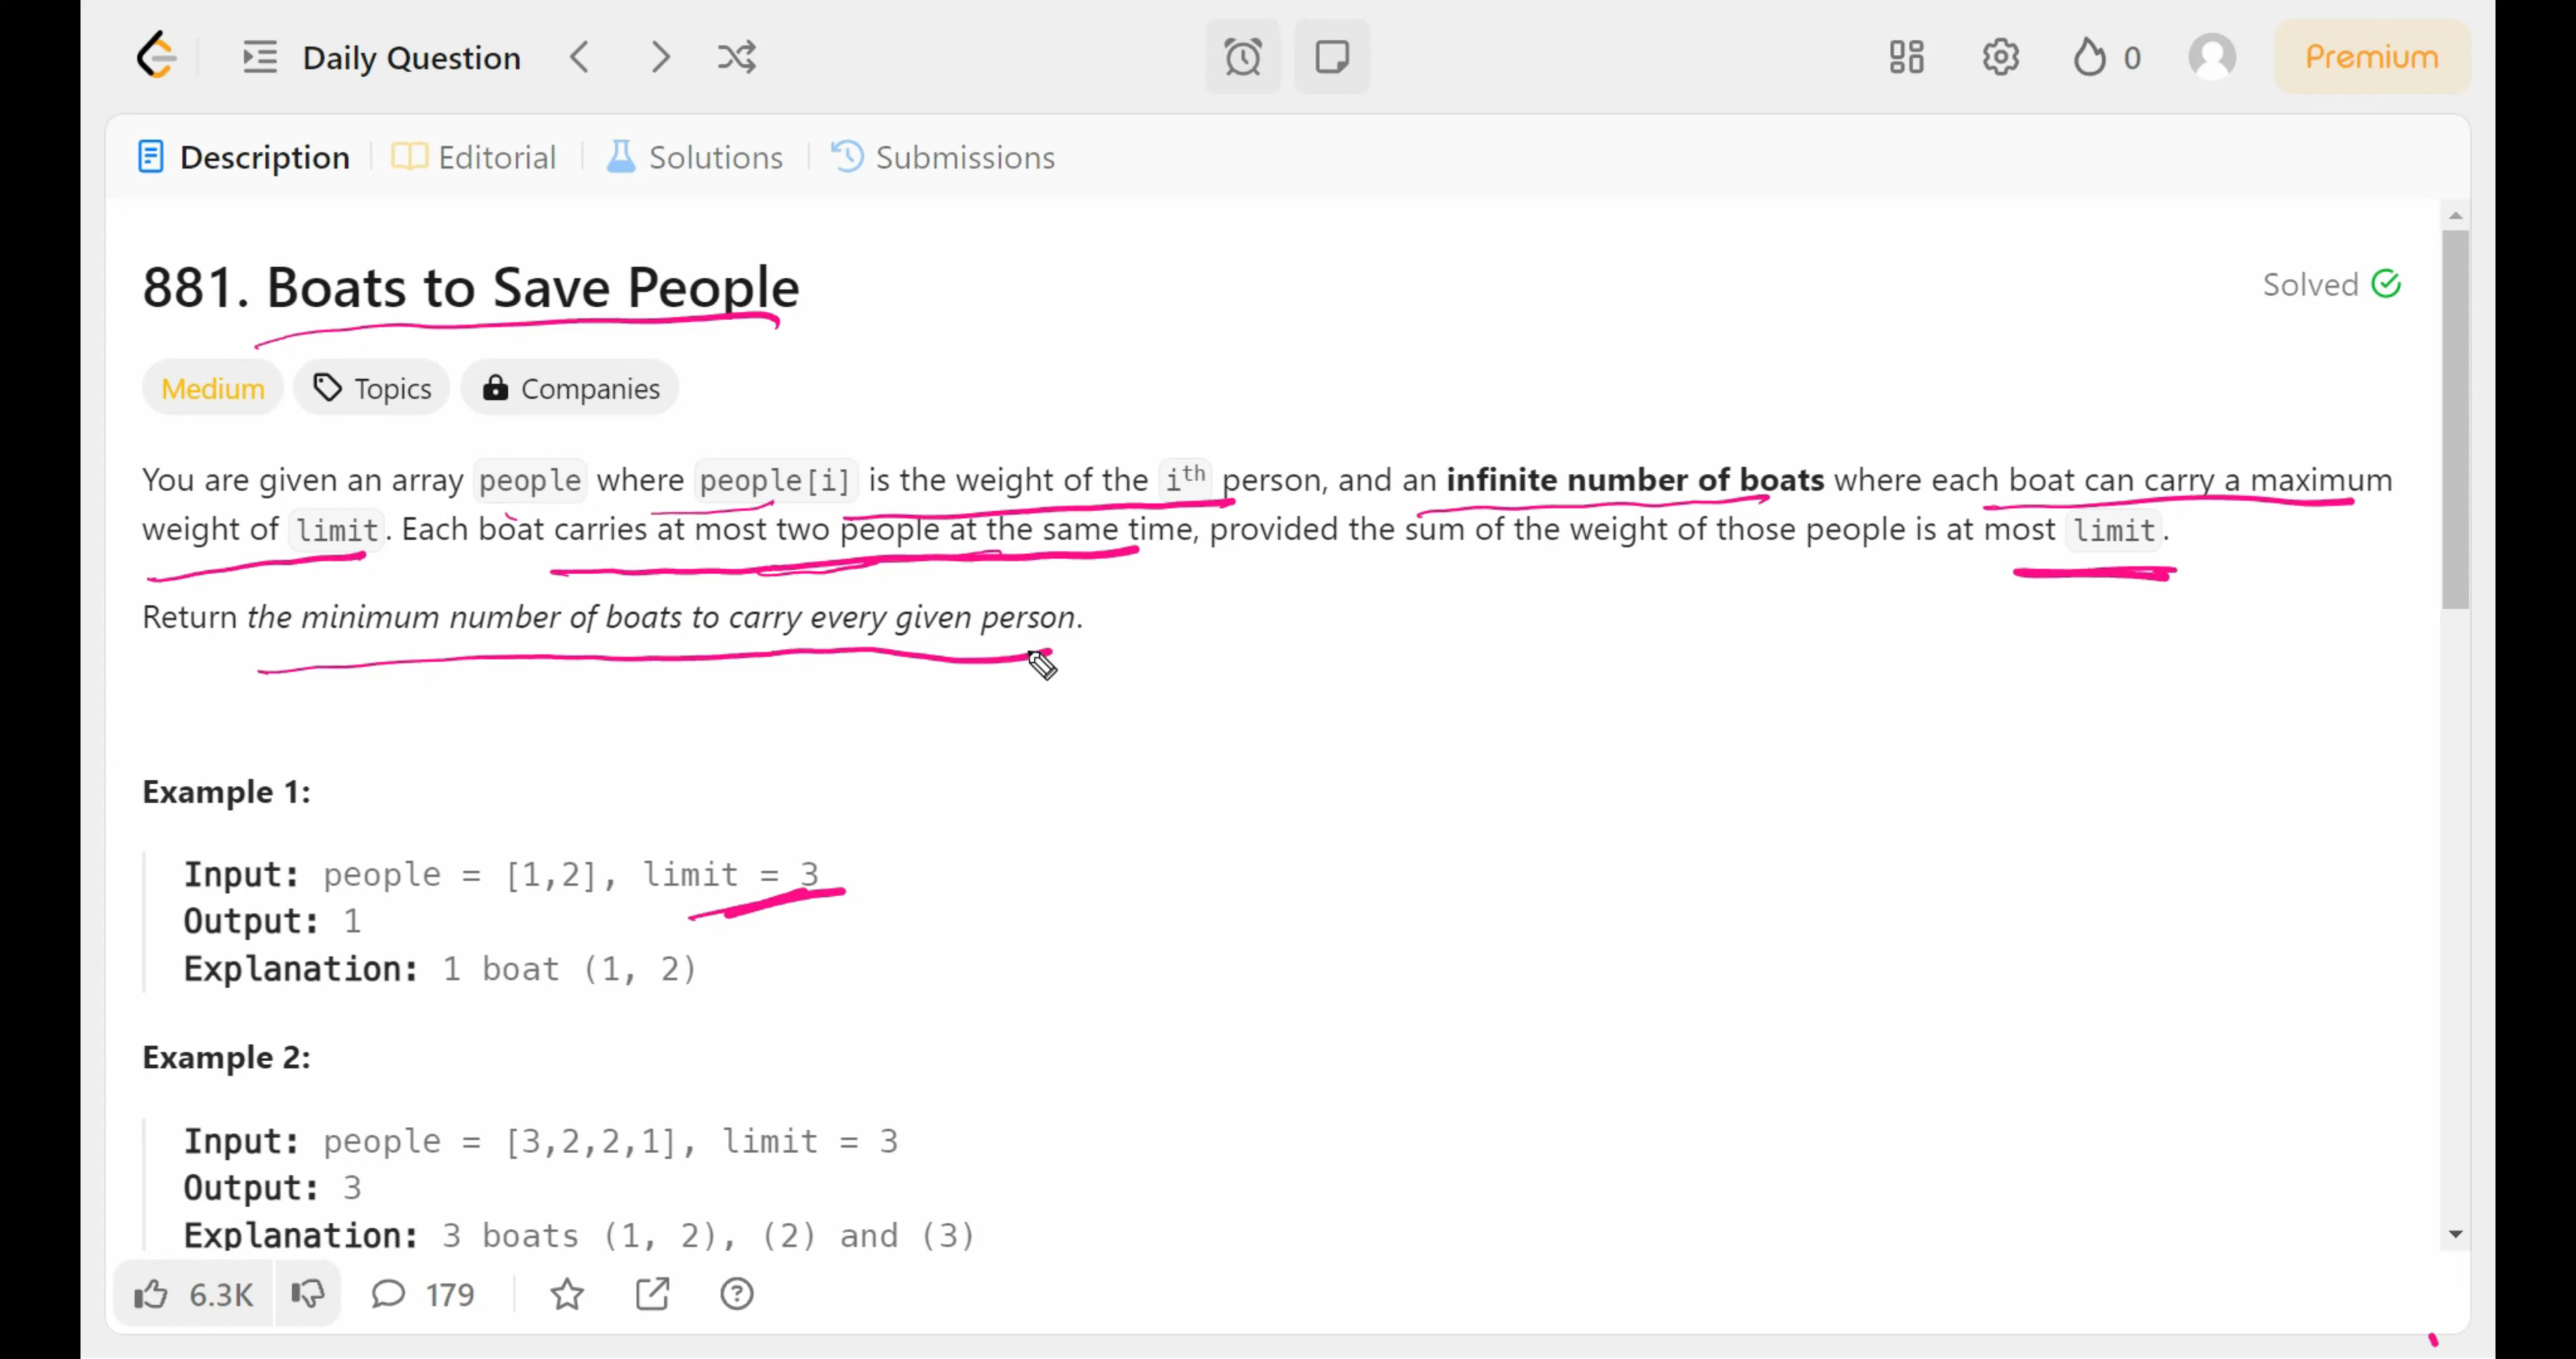 Daily Question
0
Premium
Description
Editorial
Solutions
Submissions
881. Boats to Save People
Solved
Medium
Topics
Companies
You are given an array people where people[i] is the weight of the ith person, and an infinite number of boats where each boat can carry a maximum
weight of limit. Each boat carries at most two people at the same time, provided the sum of the weight of those people is at most limit.
Return the minimum number of boats to carry every given person.
Example 1:
Input: people = [1,2], limit = 3
Output: 1
Explanation: 1 boat (1, 2)
Example 2:
Input: people = [3,2,2,1], limit = 3
Output: 3
Explanation: 3 boats (1, 2), (2) and (3)
6.3K
179